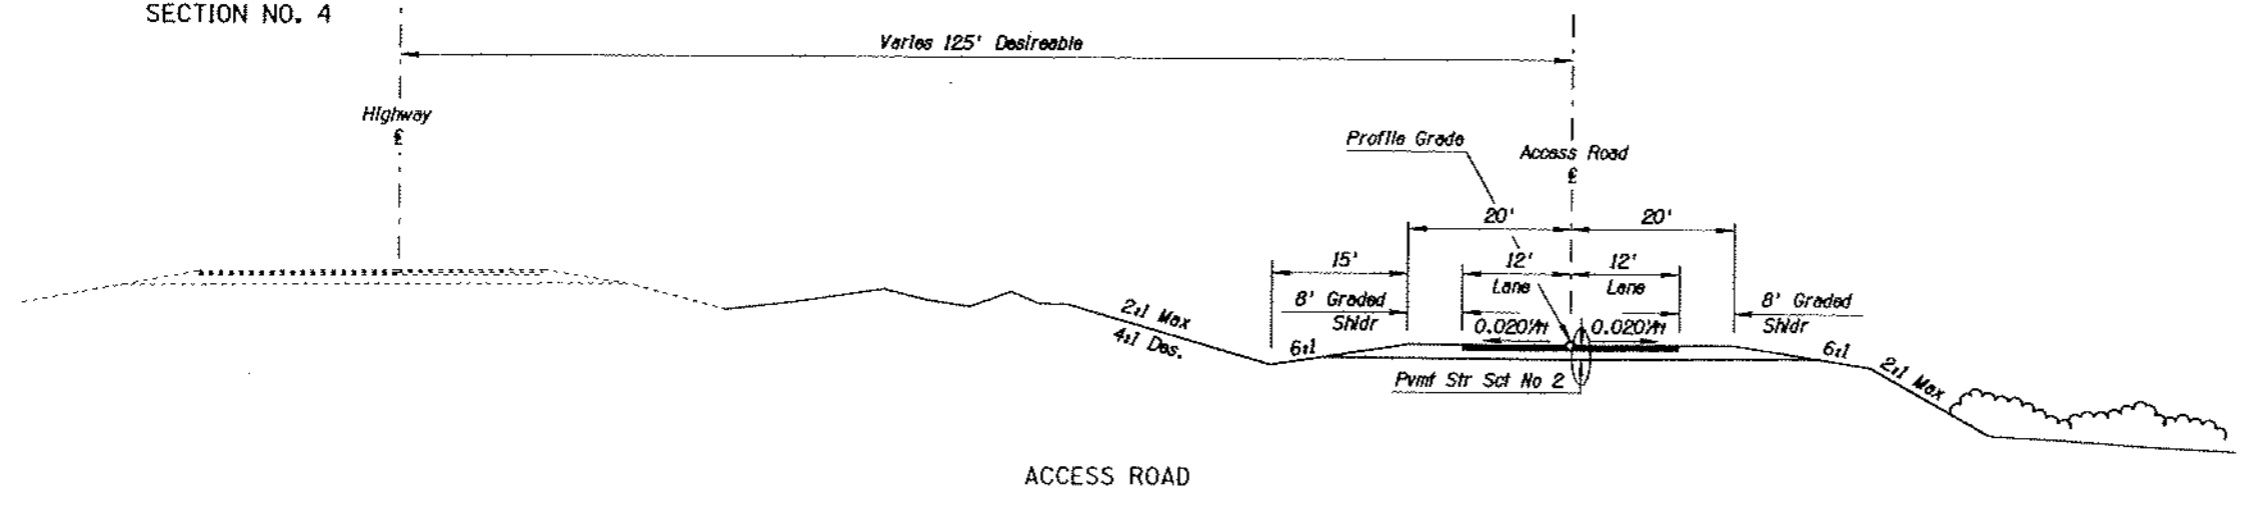 SECTION NO. 4
Varies 125' Desireable
Highway
℄
Profile Grade
Access Road
℄
20'
20'
15'
12'
12'
Lane
Lane
8' Graded
Shldr
8' Graded
Shldr
2:1 Max
4:1 Des.
0.020'/ft
0.020'/ft
6:1
6:1
2:1 Max
Pvmt Str Sct No 2
ACCESS ROAD